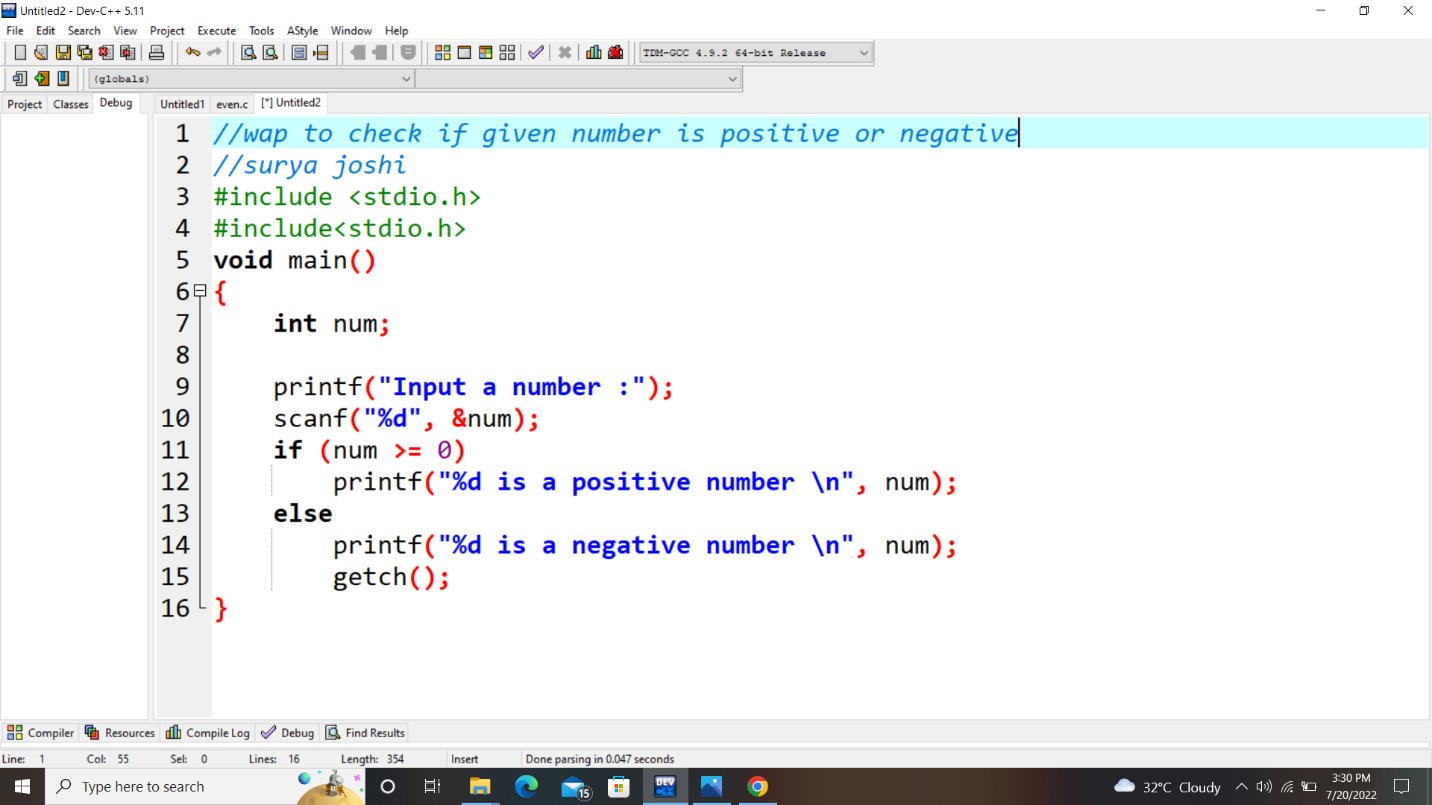 Untitled2 - Dev-C++ 5.11
File Edit Search View Project Execute Tools AStyle Window Help
TDM-GCC 4.9.2 64-bit Release
(globals)
Project Classes Debug Untitled1 even.c [*] Untitled2
1 //wap to check if given number is positive or negative
2 //surya joshi
3 #include <stdio.h>
4 #include<stdio.h>
5 void main()
6 {
7 int num;
8
9 printf("Input a number :");
10 scanf("%d", &num);
11 if (num >= 0)
12 printf("%d is a positive number \n", num);
13 else
14 printf("%d is a negative number \n", num);
15 getch();
16 }
Compiler Resources Compile Log Debug Find Results
Line: 1 Col: 55 Sel: 0 Lines: 16 Length: 354 Insert Done parsing in 0.047 seconds
Type here to search 15 DEV C++ 32°C Cloudy 3:30 PM
7/20/2022